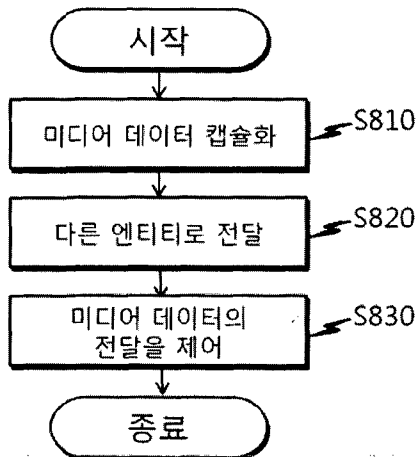 시작
미디어 데이터 캡슐화
S810
다른 엔티티로 전달
S820
미디어 데이터의
전달을 제어
S830
종료